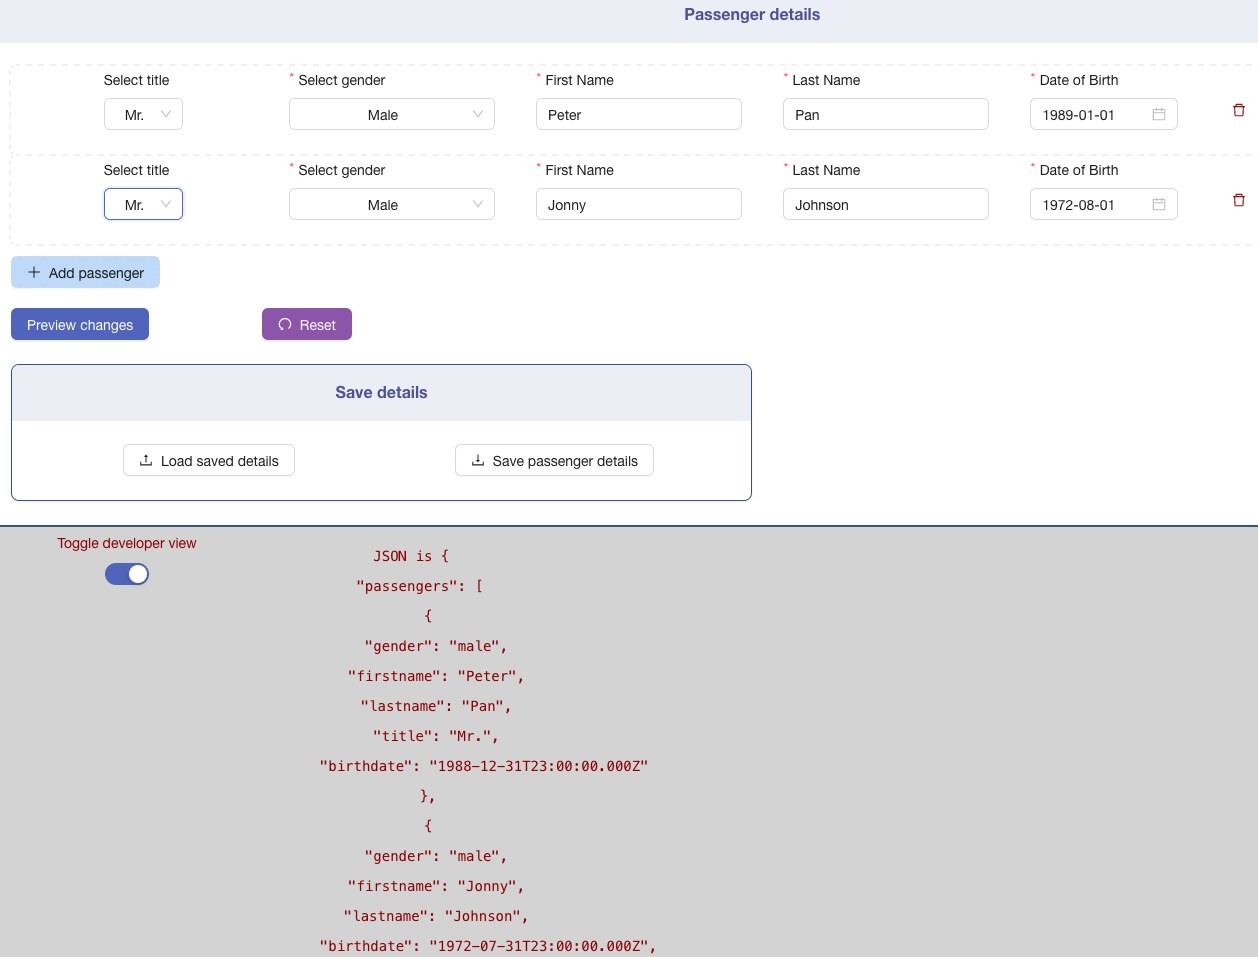 Passenger details
Select title * Select gender * First Name * Last Name * Date of Birth
Mr. Male Peter Pan 1989-01-01
Select title * Select gender * First Name * Last Name * Date of Birth
Mr. Male Jonny Johnson 1972-08-01
+ Add passenger
Preview changes Reset
Save details
Load saved details Save passenger details
Toggle developer view
JSON is {
"passengers": [
{
"gender": "male",
"firstname": "Peter",
"lastname": "Pan",
"title": "Mr.",
"birthdate": "1988-12-31T23:00:00.000Z"
},
{
"gender": "male",
"firstname": "Jonny",
"lastname": "Johnson",
"birthdate": "1972-07-31T23:00:00.000Z",